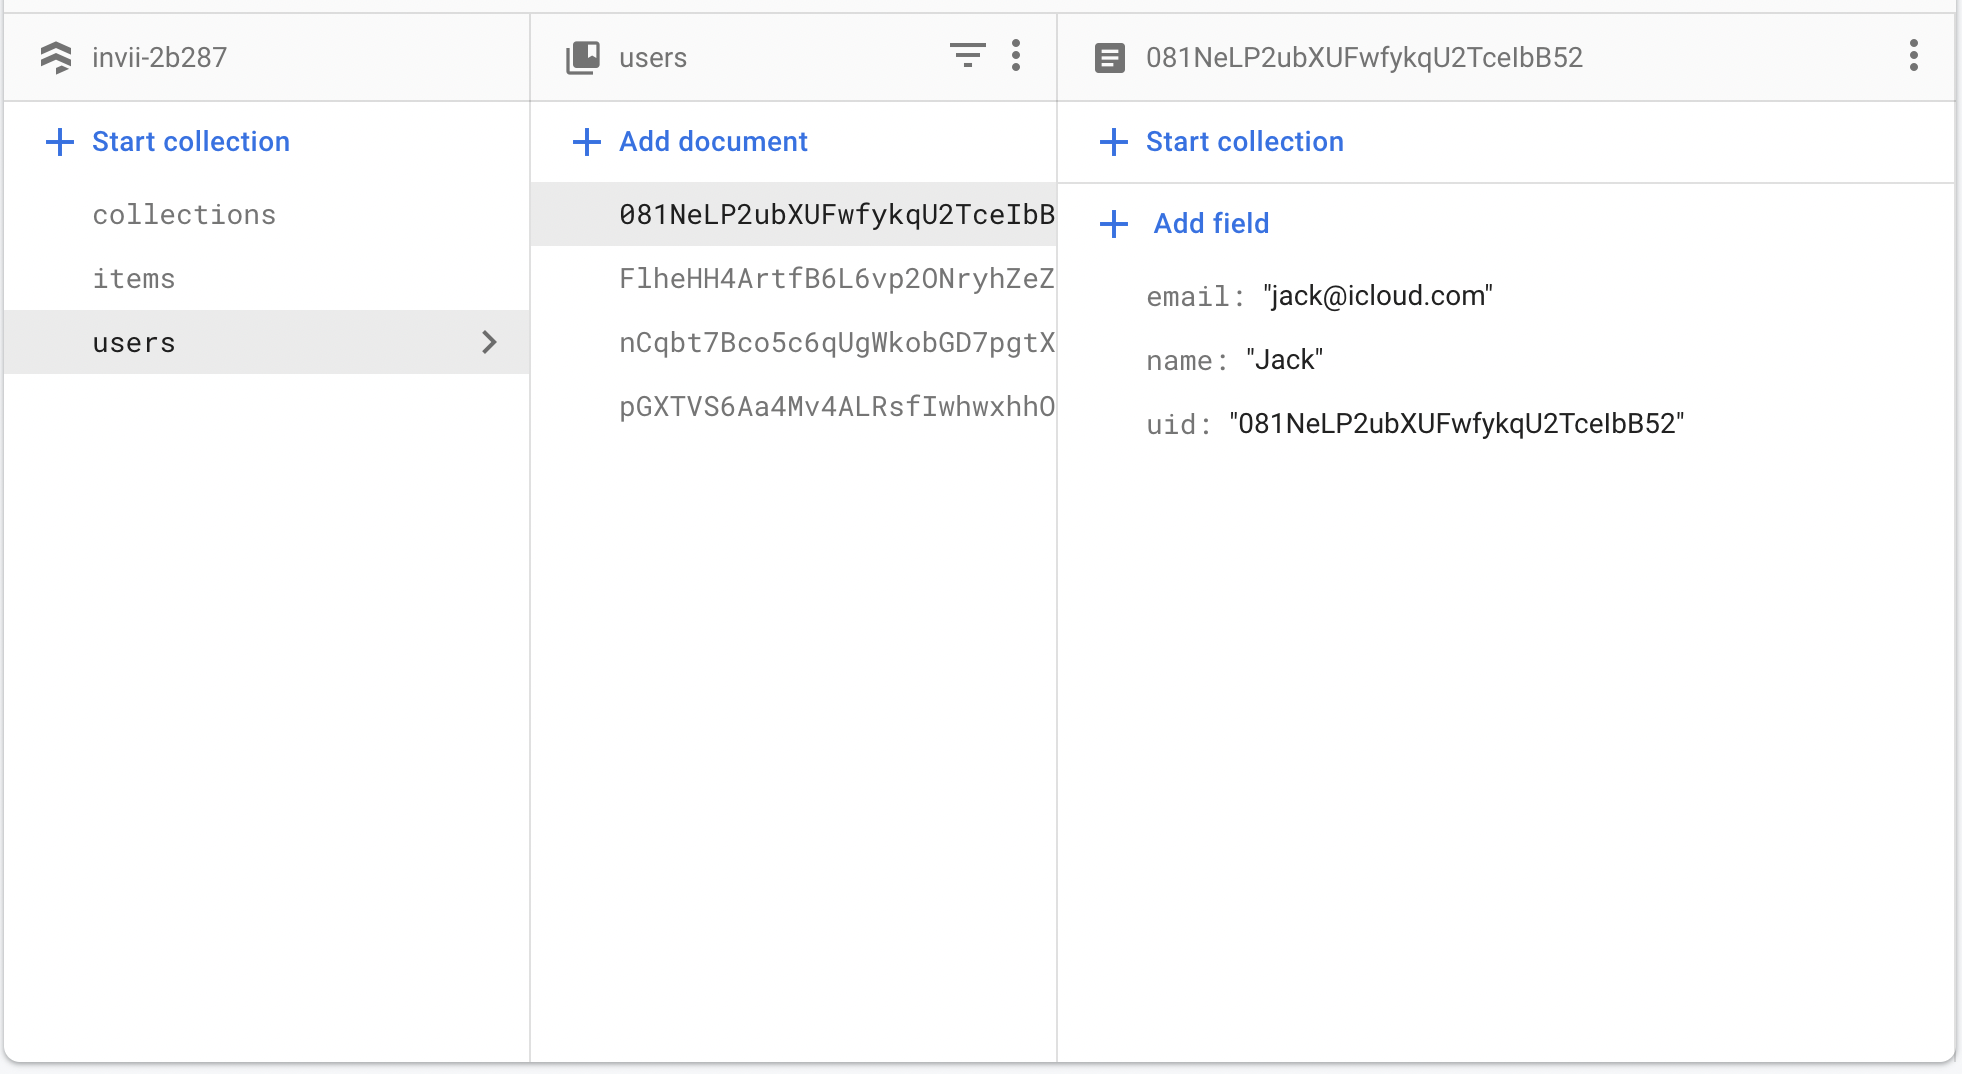 invii-2b287
Start collection
collections
items
users
users
Add document
081NeLP2ubXUFwfykqU2TceIbB
FlheHH4ArtfB6L6vp2ONryhZeZ
nCqbt7Bco5c6qUgWkobGD7pgtX
pGXTVS6Aa4Mv4ALRsfIwhwxhhO
081NeLP2ubXUFwfykqU2TceIbB52
Start collection
Add field
email: "jack@icloud.com"
name: "Jack"
uid: "081NeLP2ubXUFwfykqU2TceIbB52"